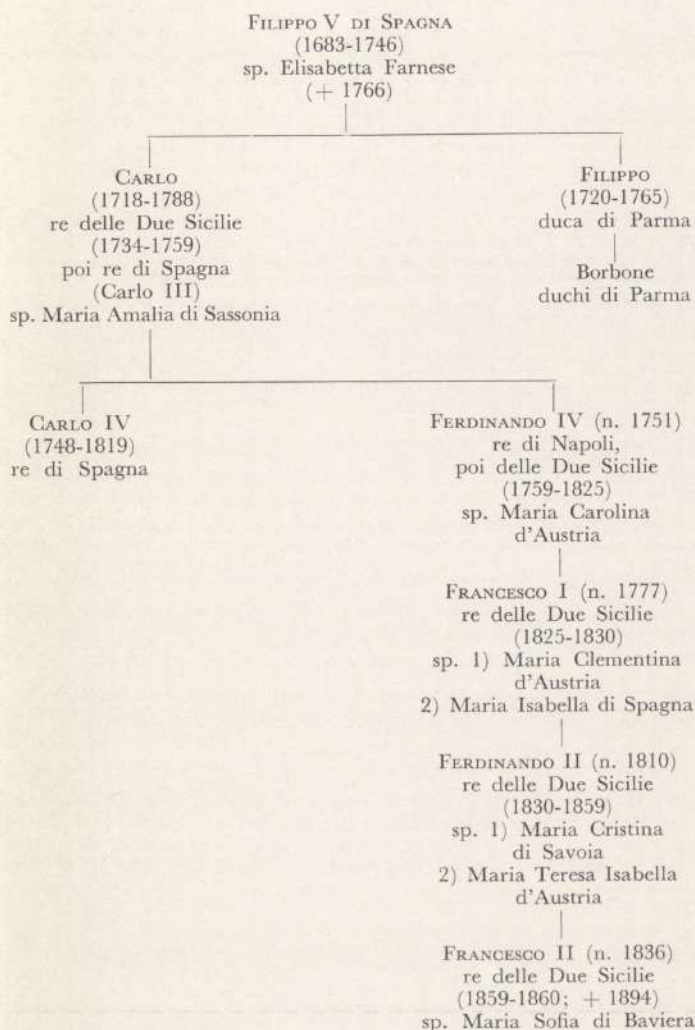 FILIPPO V DI SPAGNA
(1683-1746)
sp. Elisabetta Farnese
(+ 1766)
CARLO
(1718-1788)
re delle Due Sicilie
(1734-1759)
poi re di Spagna
(Carlo III)
sp. Maria Amalia di Sassonia
FILIPPO
(1720-1765)
duca di Parma
Borbone
duchi di Parma
CARLO IV
(1748-1819)
re di Spagna
FERDINANDO IV (n. 1751)
re di Napoli,
poi delle Due Sicilie
(1759-1825)
sp. Maria Carolina
d'Austria
FRANCESCO I (n. 1777)
re delle Due Sicilie
(1825-1830)
sp. 1) Maria Clementina
d'Austria
2) Maria Isabella di Spagna
FERDINANDO II (n. 1810)
re delle Due Sicilie
(1830-1859)
sp. 1) Maria Cristina
di Savoia
2) Maria Teresa Isabella
d'Austria
FRANCESCO II (n. 1836)
re delle Due Sicilie
(1859-1860; + 1894)
sp. Maria Sofia di Baviera